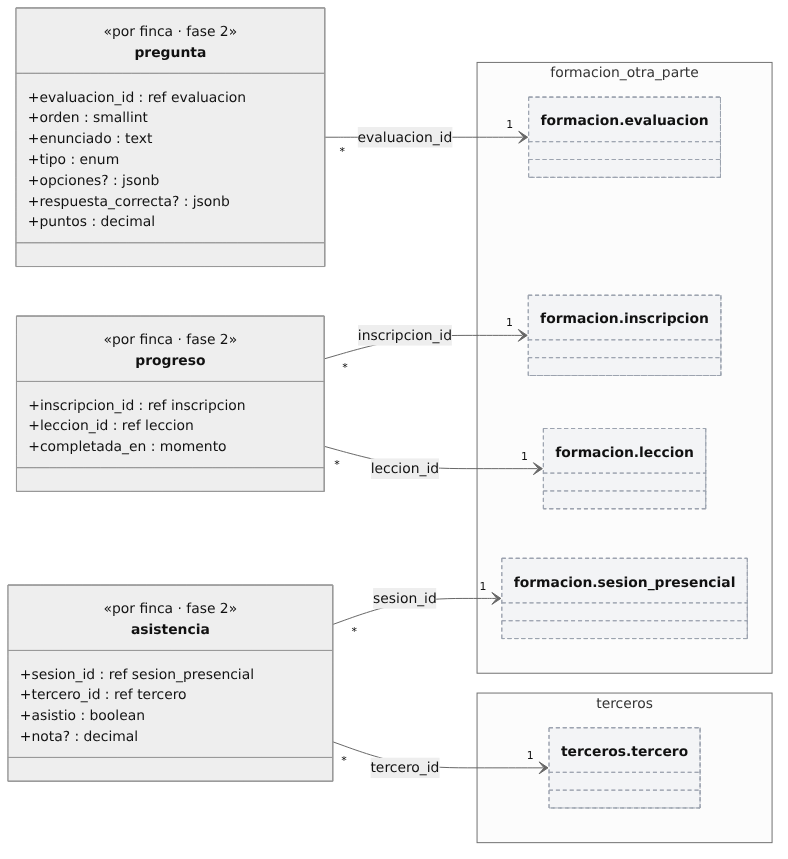 «por finca · fase 2»
pregunta
+evaluacion_id : ref evaluacion
+orden : smallint
+enunciado : text
+tipo : enum
+opciones? : jsonb
+respuesta_correcta? : jsonb
+puntos : decimal
evaluacion_id
*
1
formacion_otra_parte
formacion.evaluacion
«por finca · fase 2»
progreso
+inscripcion_id : ref inscripcion
+leccion_id : ref leccion
+completada_en : momento
inscripcion_id
*
1
formacion.inscripcion
leccion_id
*
1
formacion.leccion
«por finca · fase 2»
asistencia
+sesion_id : ref sesion_presencial
+tercero_id : ref tercero
+asistio : boolean
+nota? : decimal
sesion_id
*
1
formacion.sesion_presencial
tercero_id
*
1
terceros
terceros.tercero